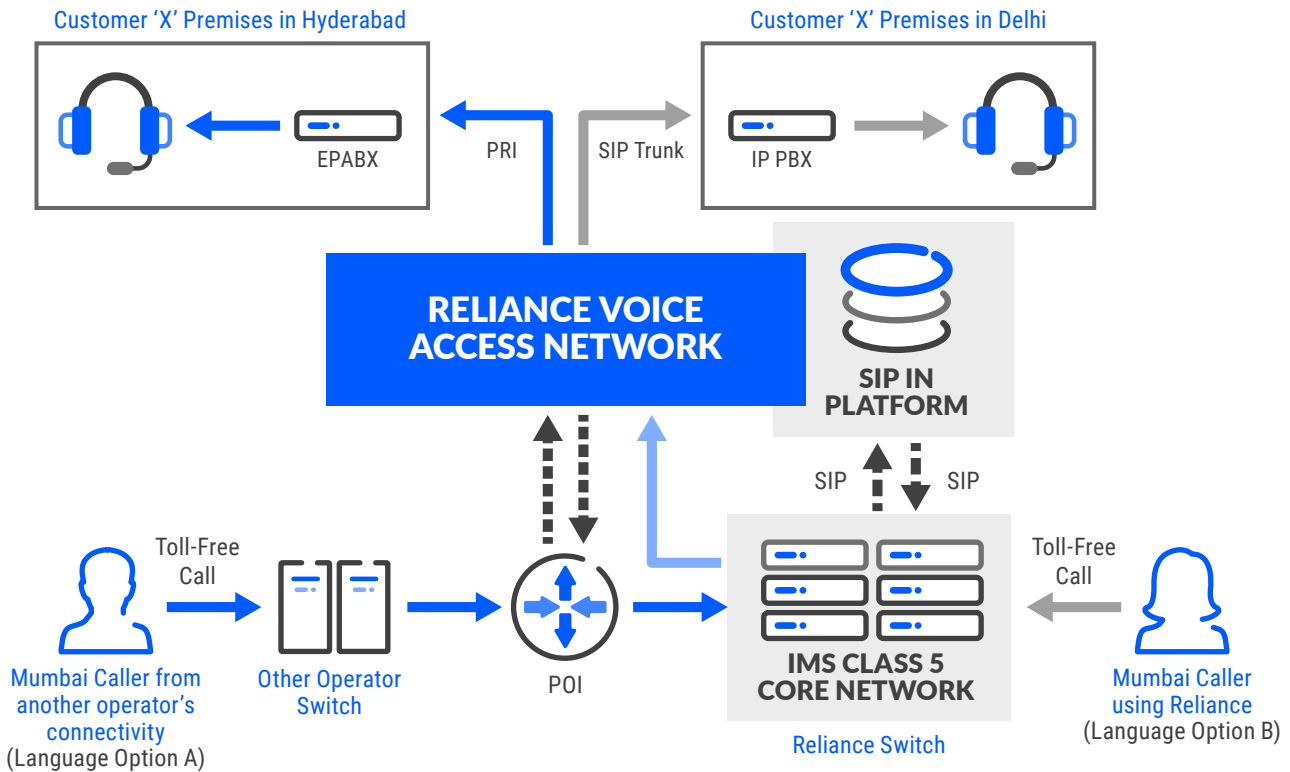 Customer ‘X’ Premises in Hyderabad
Customer ‘X’ Premises in Delhi
EPABX
PRI
SIP Trunk
IP PBX
RELIANCE VOICE
ACCESS NETWORK
SIP IN
PLATFORM
SIP
SIP
Toll-Free
Call
Toll-Free
Call
Mumbai Caller from
another operator’s
connectivity
(Language Option A)
Other Operator
Switch
POI
IMS CLASS 5
CORE NETWORK
Reliance Switch
Mumbai Caller
using Reliance
(Language Option B)